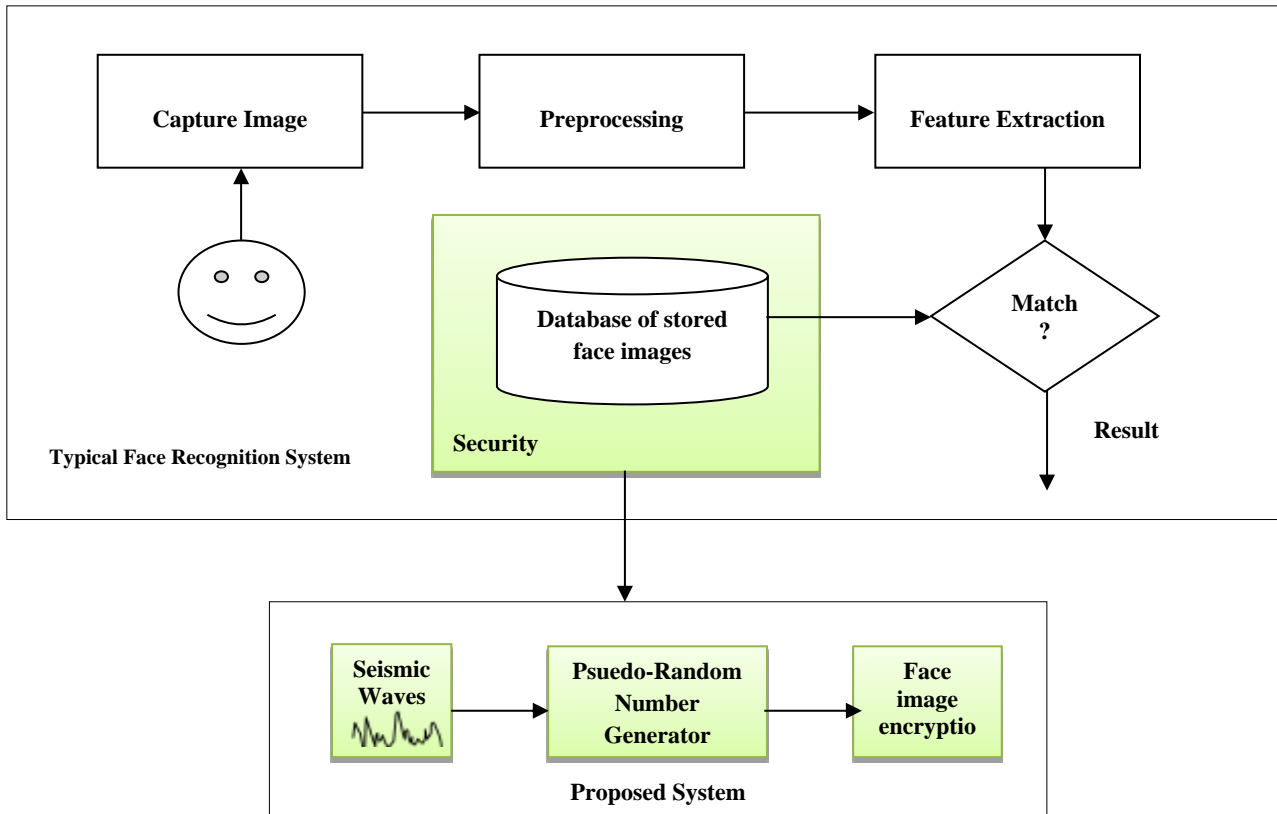 Capture Image
Preprocessing
Feature Extraction
Database of stored
face images
Match
?
Security
Result
Typical Face Recognition System
Seismic
Waves
Psuedo-Random
Number
Generator
Face
image
encryptio
Proposed System